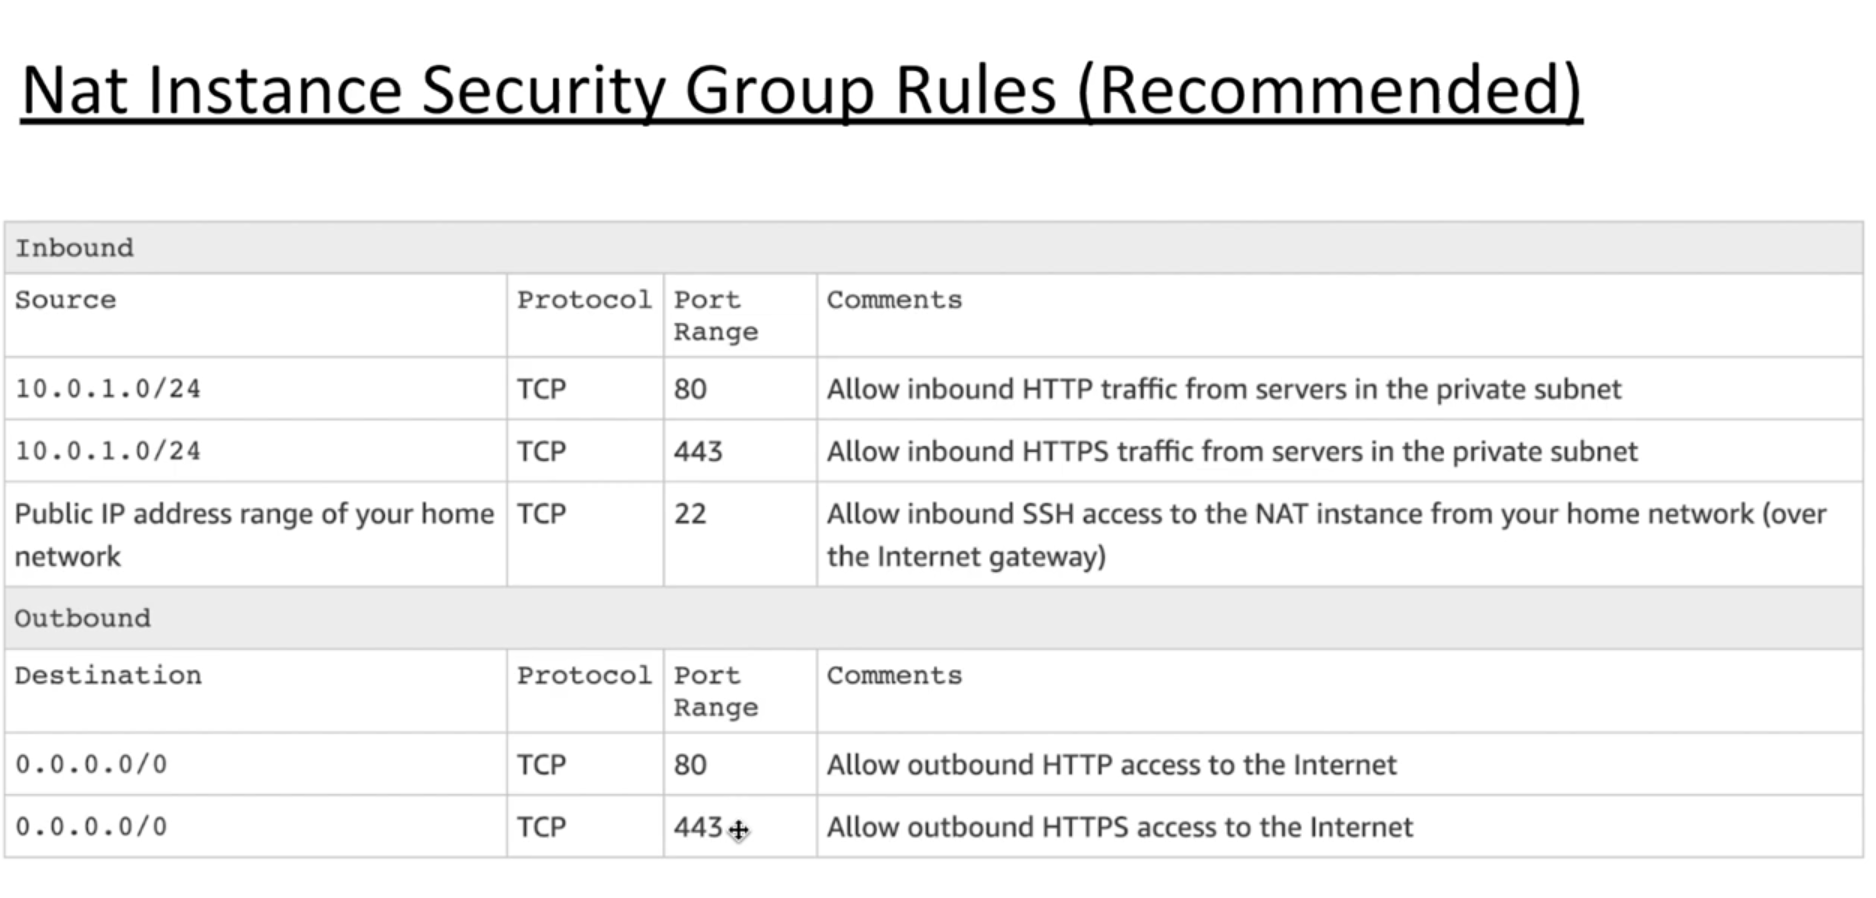 Nat Instance Security Group Rules (Recommended)
Inbound
Source Protocol Port Range Comments
10.0.1.0/24 TCP 80 Allow inbound HTTP traffic from servers in the private subnet
10.0.1.0/24 TCP 443 Allow inbound HTTPS traffic from servers in the private subnet
Public IP address range of your home network TCP 22 Allow inbound SSH access to the NAT instance from your home network (over the Internet gateway)
Outbound
Destination Protocol Port Range Comments
0.0.0.0/0 TCP 80 Allow outbound HTTP access to the Internet
0.0.0.0/0 TCP 443 Allow outbound HTTPS access to the Internet